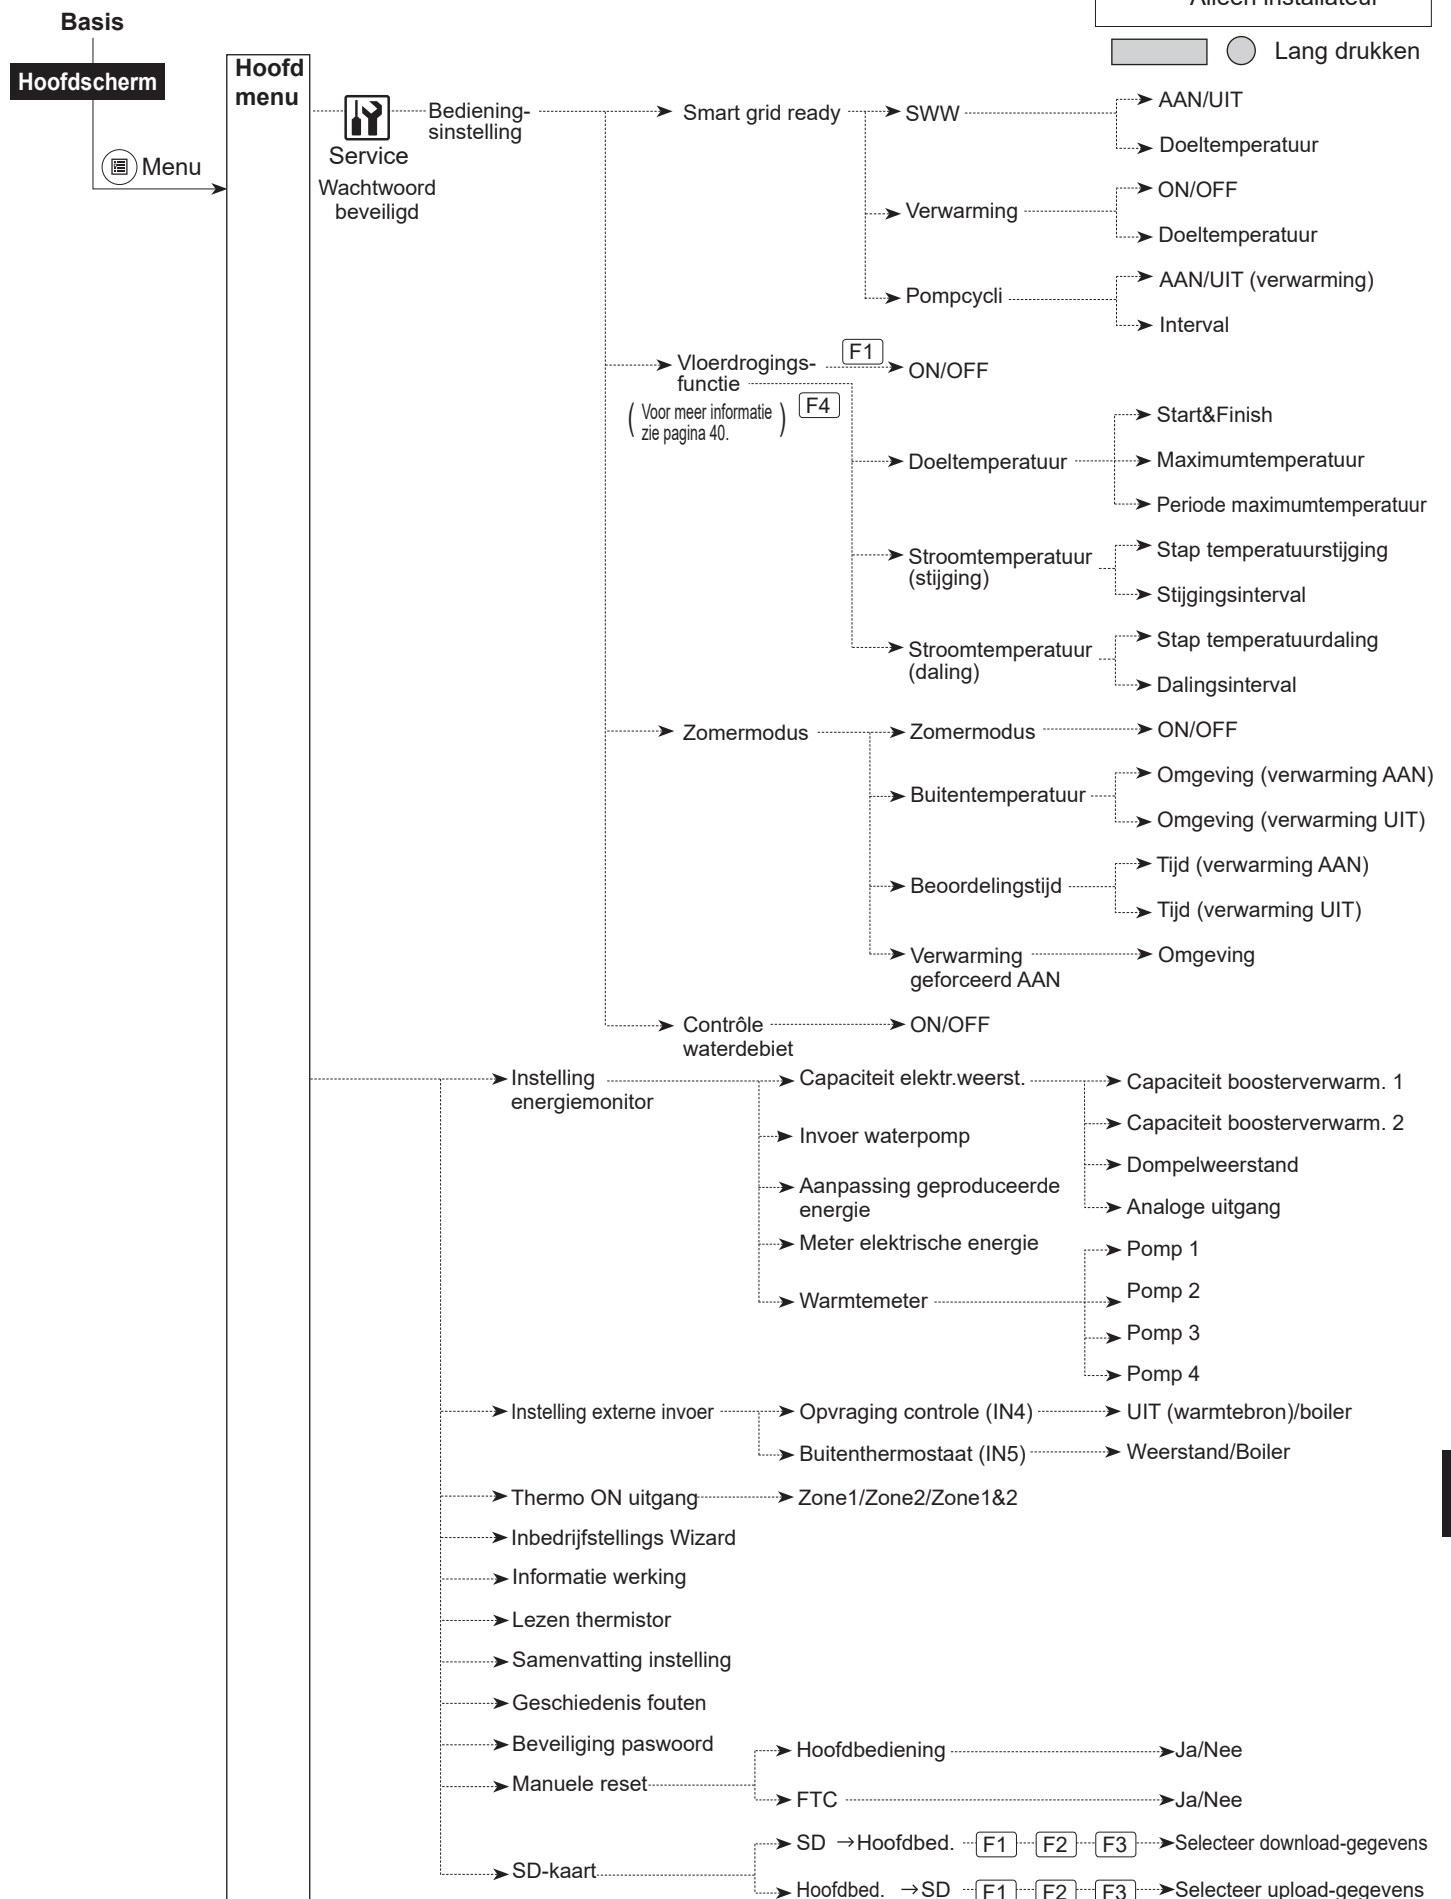 Alleen installateur
Basis
Lang drukken
Hoofdscherm
Hoofd
menu
Menu
Service
Wachtwoord
beveiligd
Bediening-
sinstelling
Smart grid ready
SWW
AAN/UIT
Doeltemperatuur
Verwarming
ON/OFF
Doeltemperatuur
Pompcycli
AAN/UIT (verwarming)
Interval
Vloerdrogings-
functie
(Voor meer informatie
zie pagina 40.)
F1
ON/OFF
F4
Doeltemperatuur
Start&Finish
Maximumtemperatuur
Periode maximumtemperatuur
Stroomtemperatuur
(stijging)
Stap temperatuurstijging
Stijgingsinterval
Stroomtemperatuur
(daling)
Stap temperatuurdaling
Dalingsinterval
Zomermodus
Zomermodus
ON/OFF
Buitentemperatuur
Omgeving (verwarming AAN)
Omgeving (verwarming UIT)
Beoordelingstijd
Tijd (verwarming AAN)
Tijd (verwarming UIT)
Verwarming
geforceerd AAN
Omgeving
Contrôle
waterdebiet
ON/OFF
Instelling
energiemonitor
Capaciteit elektr.weerst.
Capaciteit boosterverwarm. 1
Capaciteit boosterverwarm. 2
Dompelweerstand
Analoge uitgang
Invoer waterpomp
Aanpassing geproduceerde
energie
Meter elektrische energie
Warmtemeter
Pomp 1
Pomp 2
Pomp 3
Pomp 4
Instelling externe invoer
Opvraging controle (IN4)
UIT (warmtebron)/boiler
Buitenthermostaat (IN5)
Weerstand/Boiler
Thermo ON uitgang
Zone1/Zone2/Zone1&2
Inbedrijfstellings Wizard
Informatie werking
Lezen thermistor
Samenvatting instelling
Geschiedenis fouten
Beveiliging paswoord
Manuele reset
Hoofdbediening
Ja/Nee
FTC
Ja/Nee
SD-kaart
SD →Hoofdbed. F1 F2 F3 Selecteer download-gegevens
Hoofdbed. →SD F1 F2 F3 Selecteer upload-gegevens